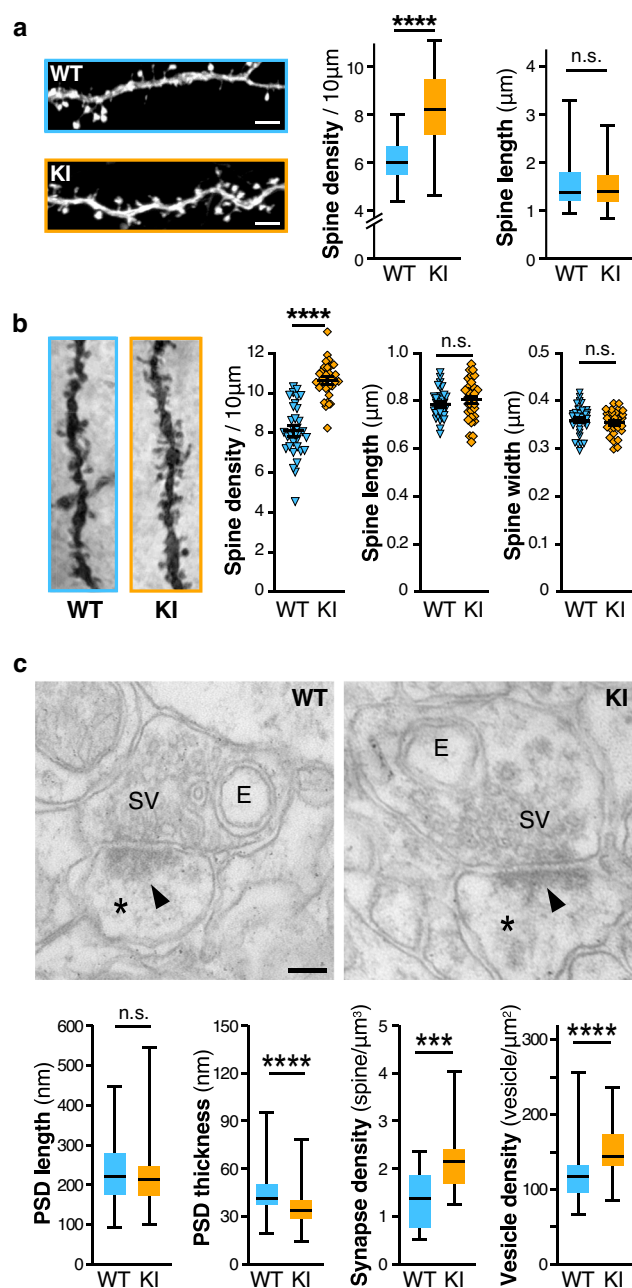 a
WT
KI
Spine density / 10µm
0
4
6
8
10
****
WT KI
Spine length (µm)
0
1
2
3
4
n.s.
WT KI
b
WT
KI
Spine density / 10µm
0
2
4
6
8
10
12
****
WT KI
Spine length (µm)
0
0.2
0.4
0.6
0.8
1.0
n.s.
WT KI
Spine width (µm)
0
0.1
0.2
0.3
0.4
0.5
n.s.
WT KI
c
WT
SV
E
*
KI
E
SV
*
PSD length (nm)
0
100
200
300
400
500
600
n.s.
WT KI
PSD thickness (nm)
0
30
60
90
120
150
****
WT KI
Synapse density (spine/µm³)
0
1
2
3
4
5
***
WT KI
Vesicle density (vesicle/µm²)
0
100
200
300
****
WT KI